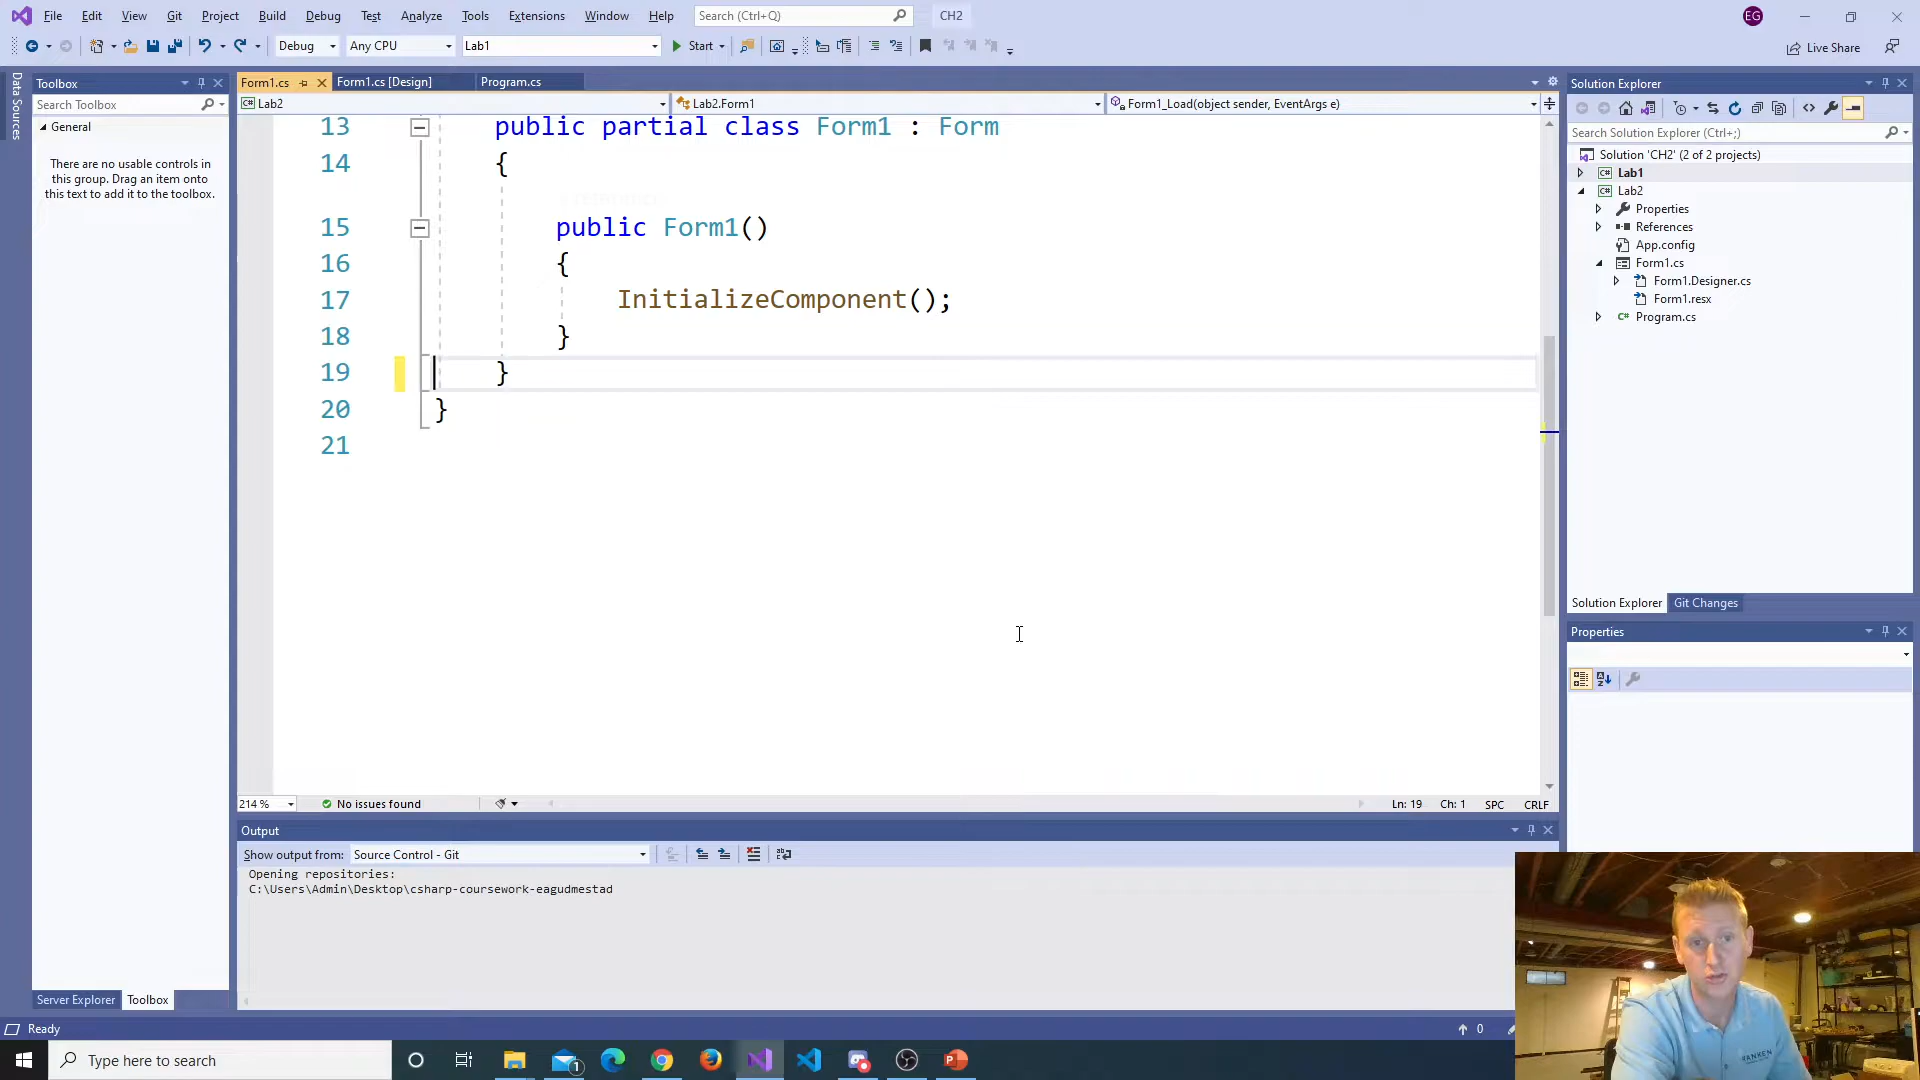 File Edit View Git Project Build Debug Test Analyze Tools Extensions Window Help Search (Ctrl+Q) CH2 EG
Debug Any CPU Lab1 Start Live Share
Data Sources
Toolbox
Search Toolbox
General
There are no usable controls in
this group. Drag an item onto
this text to add it to the toolbox.
Server Explorer Toolbox
Form1.cs Form1.cs [Design] Program.cs
Lab2 Lab2.Form1 Form1_Load(object sender, EventArgs e)
13 public partial class Form1 : Form
14 {
15 public Form1()
16 {
17 InitializeComponent();
18 }
19 }
20 }
21
214 % No issues found Ln: 19 Ch: 1 SPC CRLF
Output
Show output from: Source Control - Git
Opening repositories:
C:\Users\Admin\Desktop\csharp-coursework-eagudmestad
Solution Explorer
Search Solution Explorer (Ctrl+;)
Solution 'CH2' (2 of 2 projects)
Lab1
Lab2
Properties
References
App.config
Form1.cs
Form1.Designer.cs
Form1.resx
Program.cs
Solution Explorer Git Changes
Properties
Ready 0
Type here to search 1